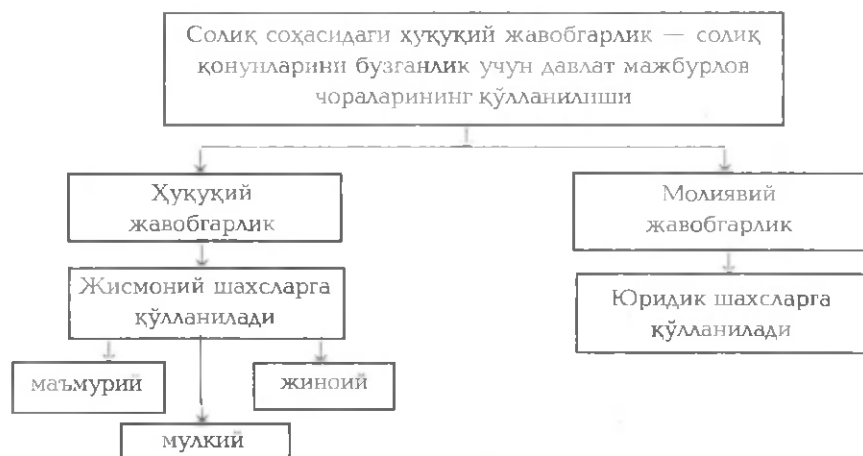 Солиқ соҳасидаги ҳуқуқий жавобгарлик — солиқ
қонунларини бузганлик учун давлат мажбурлов
чораларининг қўлланилиши
Ҳуқуқий
жавобгарлик
Молиявий
жавобгарлик
Жисмоний шахсларга
қўлланилади
Юридик шахсларга
қўлланилади
маъмурий
жиноий
мулкий